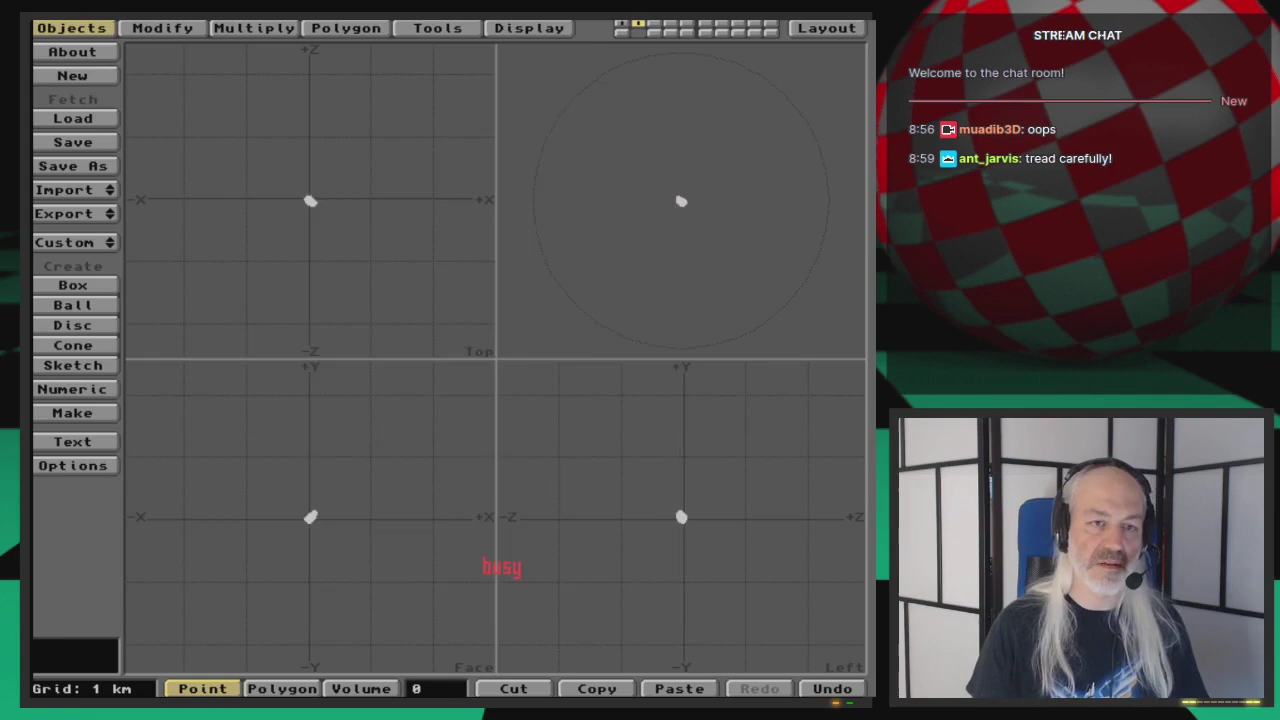 Objects Modify Multiply Polygon Tools Display Layout
About
New
Fetch
Load
Save
Save As
Import
Export
Custom
Create
Box
Ball
Disc
Cone
Sketch
Numeric
Make
Text
Options
+Z
-X +X
-Z Top
+Y +Y
-X +X -Z +Z
busy
-Y Face -Y Left
Grid: 1 km Point Polygon Volume 0 Cut Copy Paste Redo Undo
STREAM CHAT
Welcome to the chat room!
New
8:56 muadib3D: oops
8:59 ant_jarvis: tread carefully!